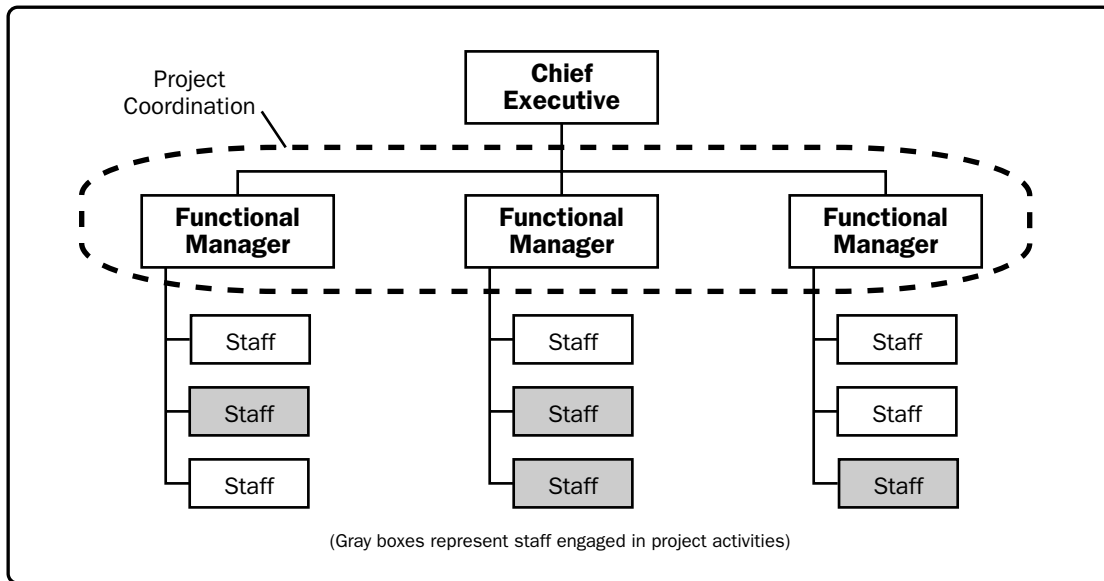 Chief
Executive
Project
Coordination
Functional
Manager
Functional
Manager
Functional
Manager
Staff
Staff
Staff
Staff
Staff
Staff
Staff
Staff
Staff
(Gray boxes represent staff engaged in project activities)